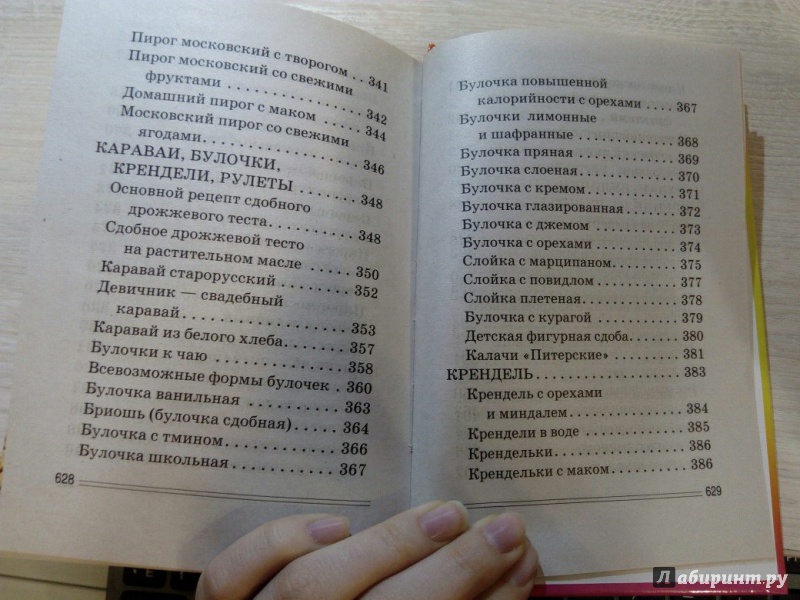 Пирог московский с творогом .. 341
Пирог московский со свежими
фруктами .................. 342
Домашний пирог с маком ...... 344
Московский пирог со свежими
ягодами.................... 346
КАРАВАИ, БУЛОЧКИ,
КРЕНДЕЛИ, РУЛЕТЫ ....... 348
Основной рецепт сдобного
дрожжевого теста............ 348
Сдобное дрожжевой тесто
на растительном масле ...... 350
Каравай старорусский ......... 352
Девичник — свадебный
каравай.................... 353
Каравай из белого хлеба........ 357
Булочки к чаю ............... 358
Всевозможные формы булочек . 360
Булочка ванильная ............ 363
Бриошь (булочка сдобная)...... 364
Булочка с тмином.............. 366
Булочка школьная ............. 367
628
Булочка повышенной
калорийности с орехами .... 367
Булочки лимонные
и шафранные .............. 368
Булочка пряная ............... 369
Булочка слоеная ............... 370
Булочка с кремом .............. 371
Булочка глазированная ........ 372
Булочка с джемом ............. 373
Булочка с орехами ............. 374
Слойка с марципаном.......... 375
Слойка с повидлом ............ 377
Слойка плетеная .............. 378
Булочка с курагой ............. 379
Детская фигурная сдоба ........ 380
Калачи «Питерские» .......... 381
КРЕНДЕЛЬ.................... 383
Крендель с орехами
и миндалем................ 384
Крендели в воде ............... 385
Крендельки................... 386
Крендельки с маком............ 386
629
Лабиринт.ру